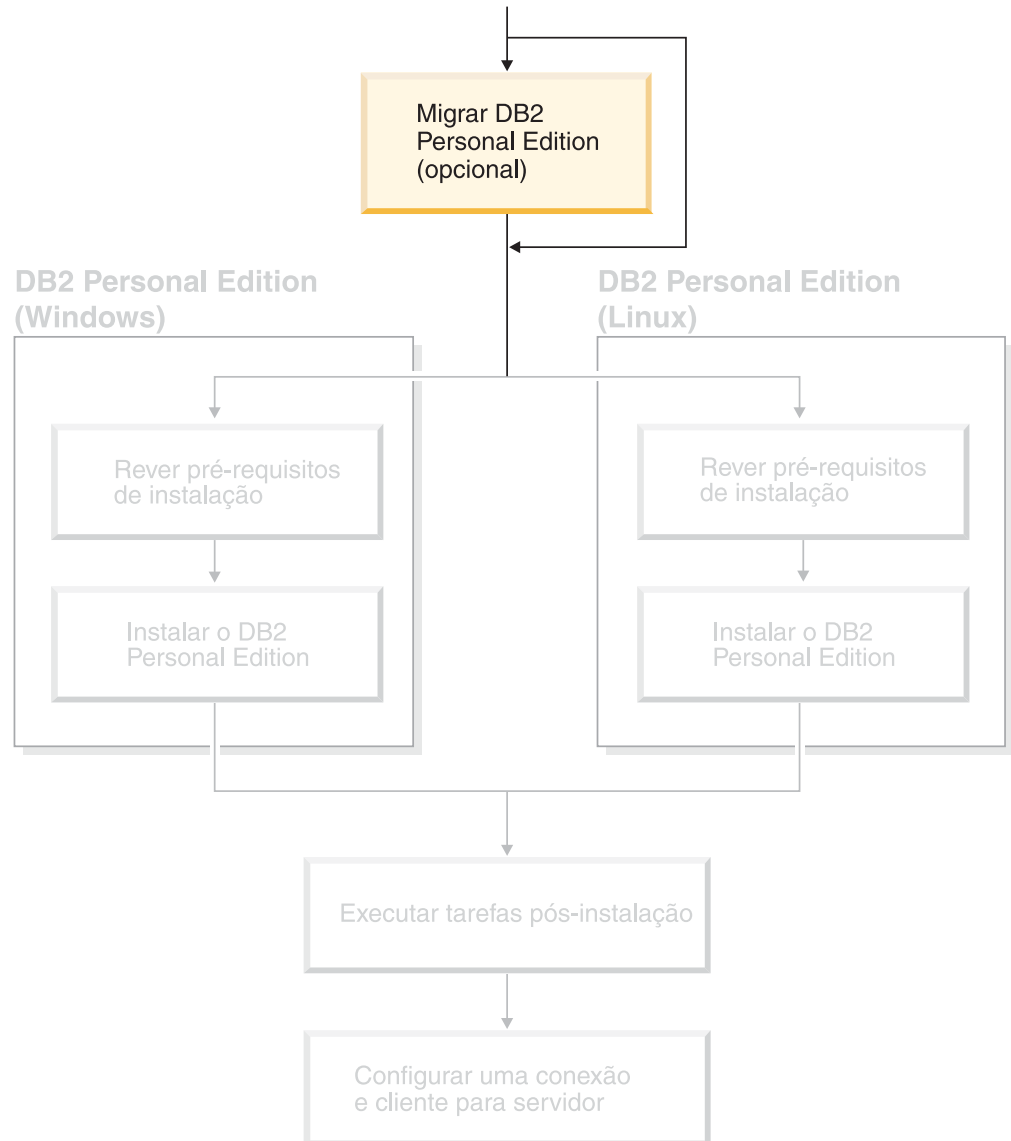 Migrar DB2
Personal Edition
(opcional)
DB2 Personal Edition
(Windows)
Rever pré-requisitos
de instalação
Instalar o DB2
Personal Edition
DB2 Personal Edition
(Linux)
Rever pré-requisitos
de instalação
Instalar o DB2
Personal Edition
Executar tarefas pós-instalação
Configurar uma conexão
e cliente para servidor